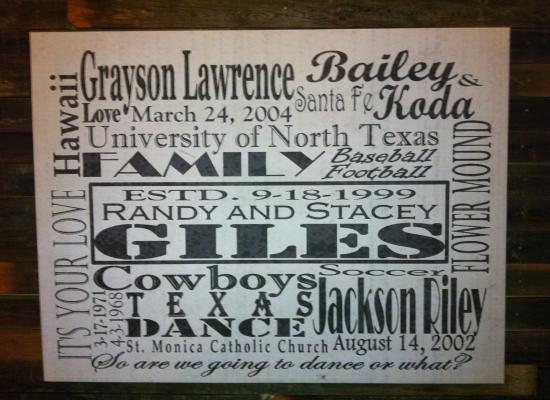 Hawaii
Grayson Lawrence
Love March 24, 2004
Bailey &
Santa Fe Koda
University of North Texas
FAMILY
Baseball
Football
FLOWER MOUND
ESTD. 9-18-1999
RANDY AND STACEY
GILES
IT'S YOUR LOVE
3-17-1971
4-3-1968
Cowboys
Soccer
TEXAS
Jackson Riley
DANCE
St. Monica Catholic Church
August 14, 2002
So are we going to dance or what?